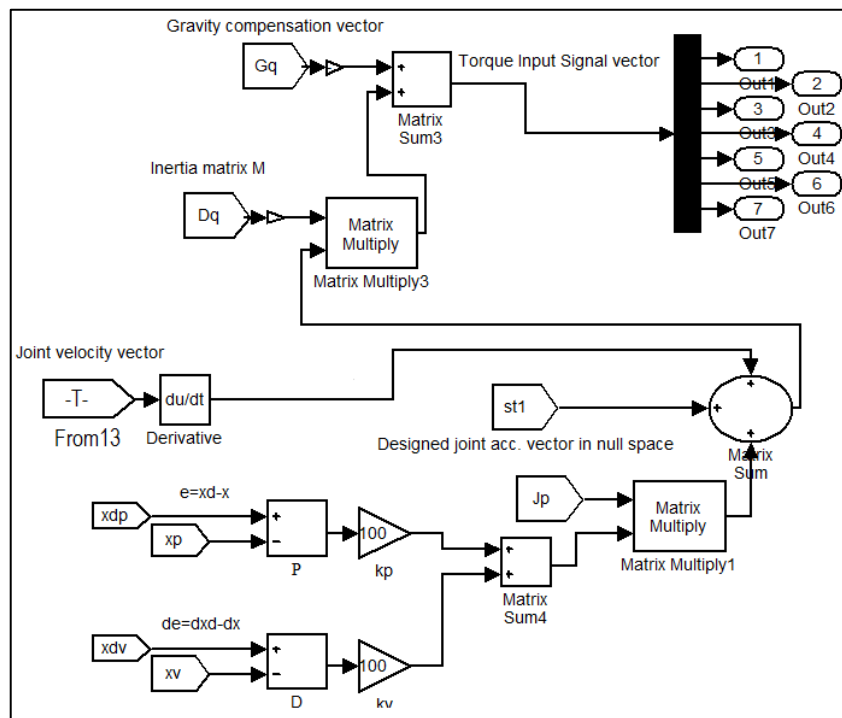 Gravity compensation vector
Gq
+
+
Matrix
Sum3
Torque Input Signal vector
1
Out1
2
Out2
3
Out3
4
Out4
5
Out5
6
Out6
7
Out7
Inertia matrix M
Dq
Matrix
Multiply
Matrix Multiply3
Joint velocity vector
-T-
From13
du/dt
Derivative
st1
Designed joint acc. vector in null space
+
+
+
Matrix
Sum
Jp
Matrix
Multiply
Matrix Multiply1
e=xd-x
xdp
xp
+
−
P
100
kp
+
+
Matrix
Sum4
de=dxd-dx
xdv
xv
+
−
D
100
kv